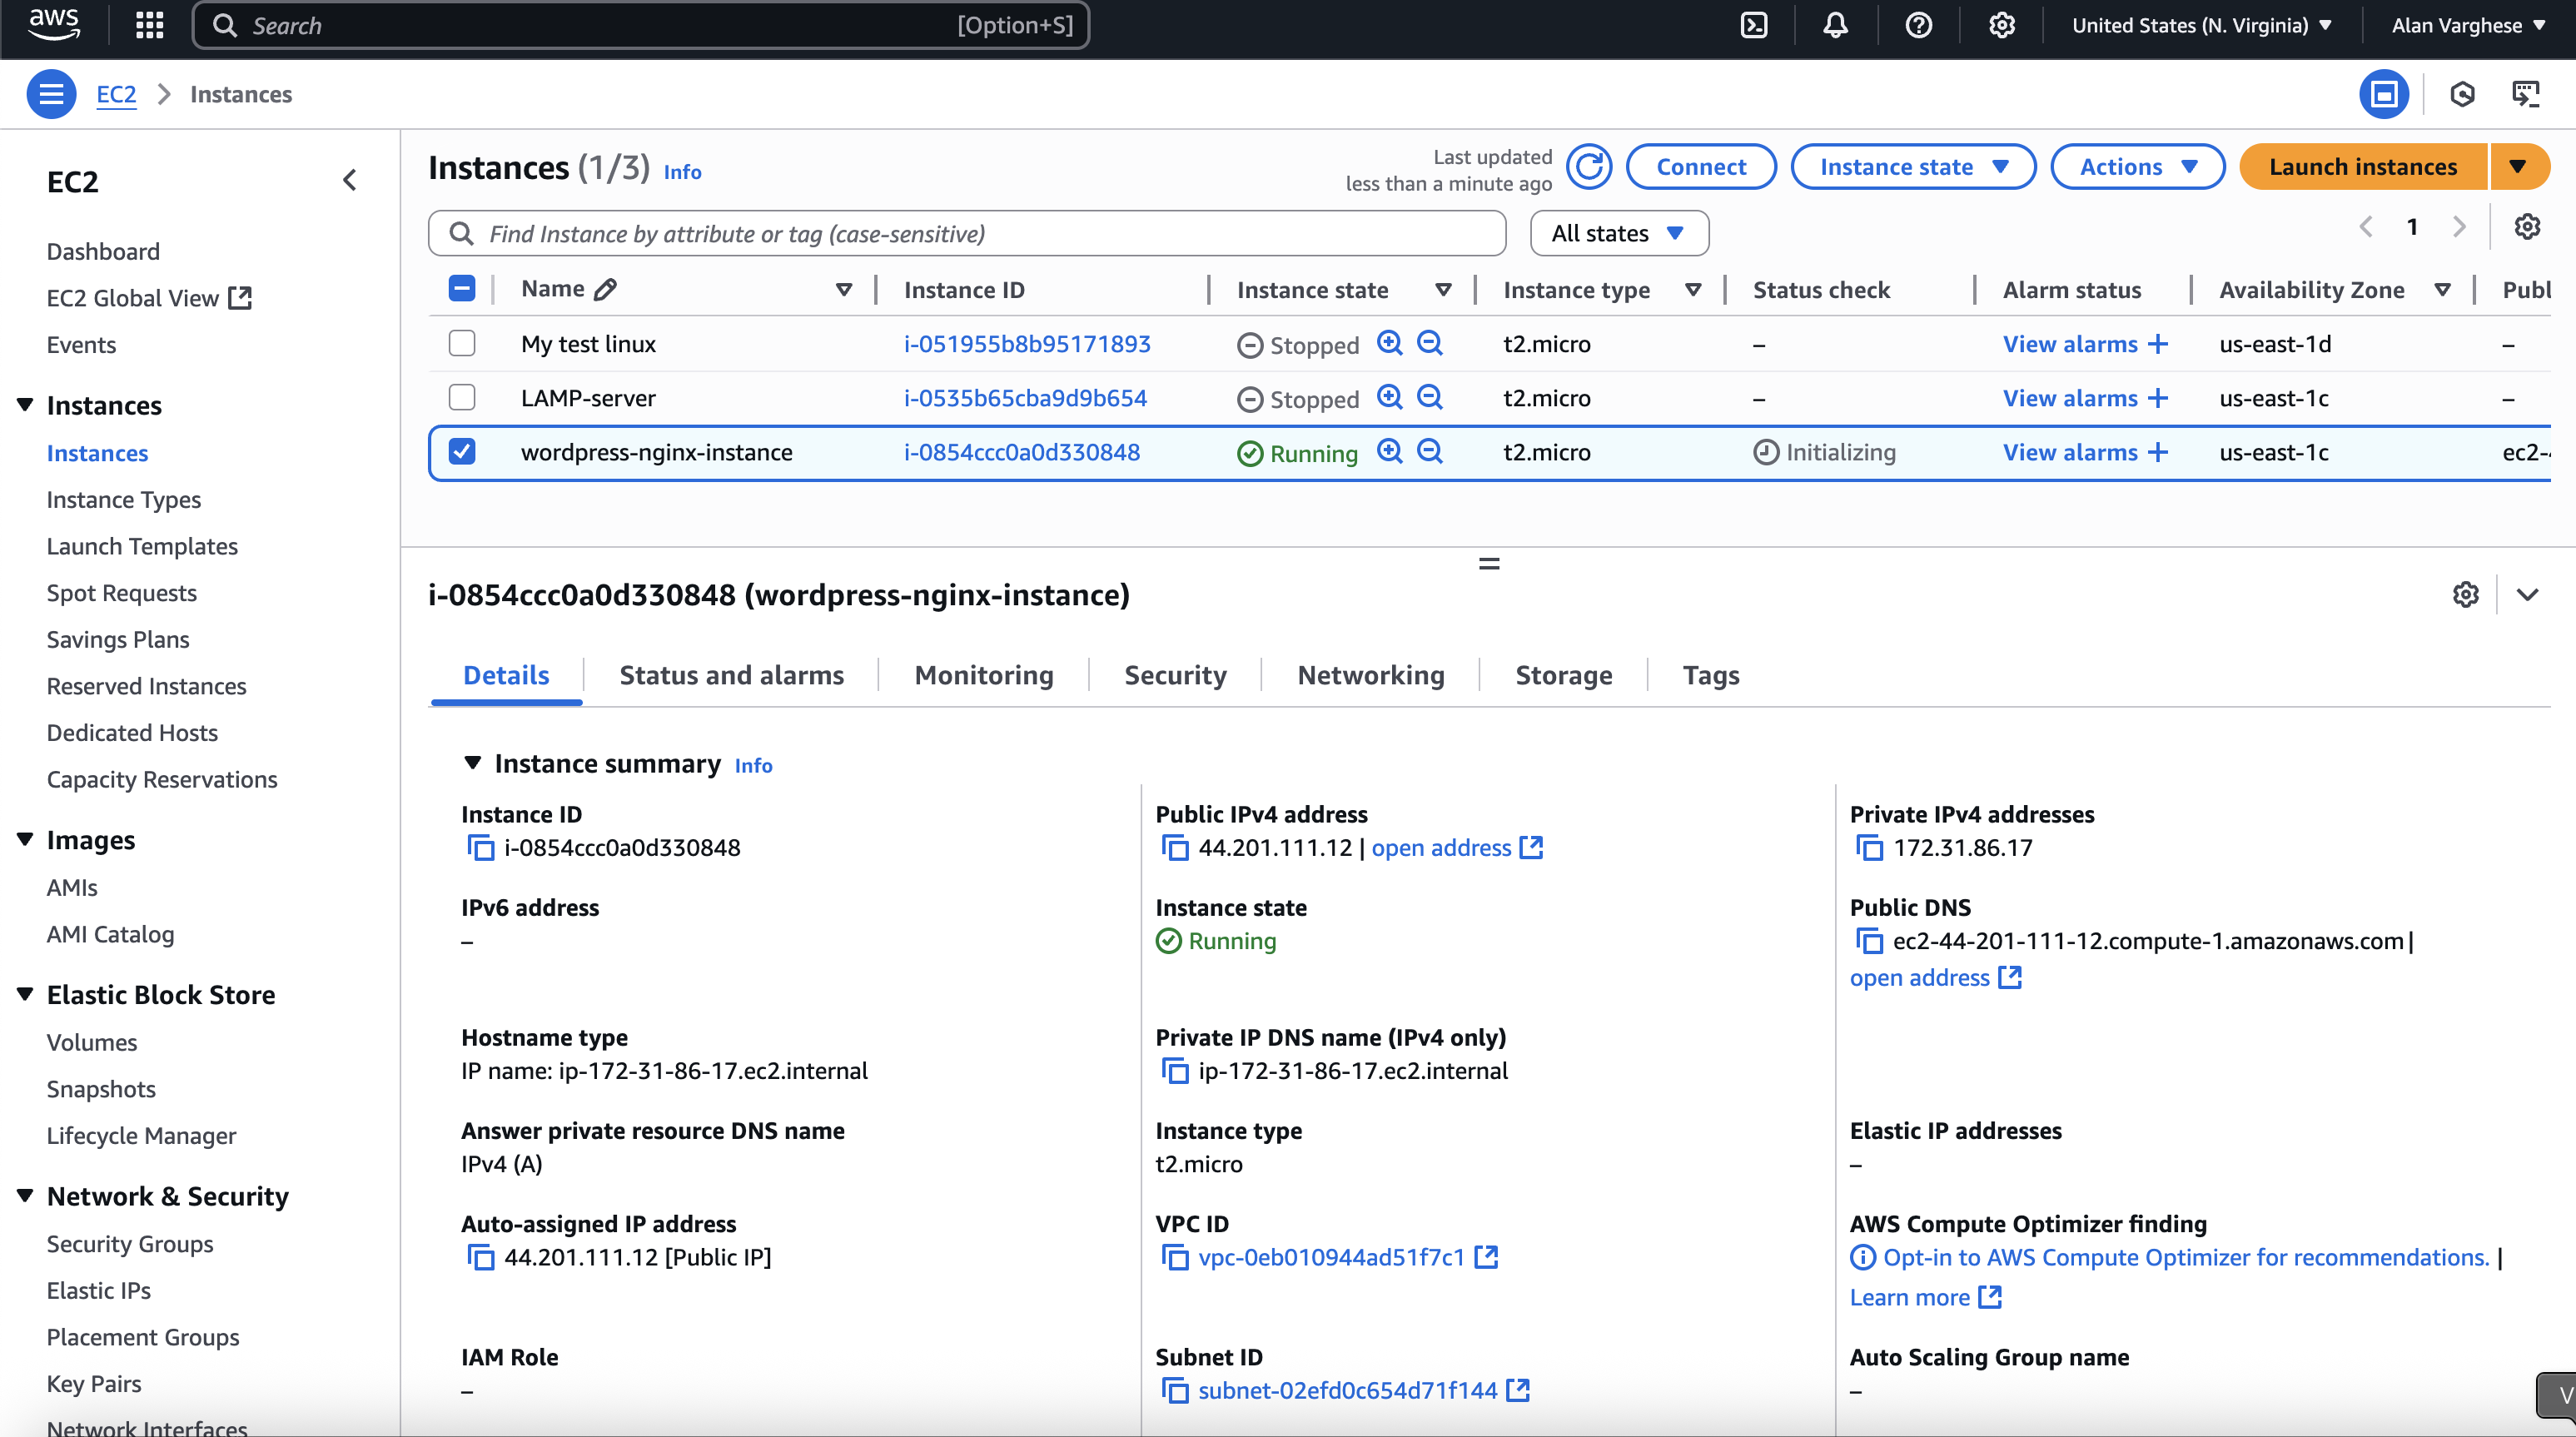 aws
Search [Option+S]
United States (N. Virginia)
Alan Varghese
EC2 Instances
EC2
Dashboard
EC2 Global View
Events
Instances
Instances
Instance Types
Launch Templates
Spot Requests
Savings Plans
Reserved Instances
Dedicated Hosts
Capacity Reservations
Images
AMIs
AMI Catalog
Elastic Block Store
Volumes
Snapshots
Lifecycle Manager
Network & Security
Security Groups
Elastic IPs
Placement Groups
Key Pairs
Network Interfaces
Instances (1/3) Info
Last updated
less than a minute ago
Connect
Instance state
Actions
Launch instances
Find Instance by attribute or tag (case-sensitive)
All states
1
Name Instance ID Instance state Instance type Status check Alarm status Availability Zone Publ
My test linux i-051955b8b95171893 Stopped t2.micro – View alarms + us-east-1d –
LAMP-server i-0535b65cba9d9b654 Stopped t2.micro – View alarms + us-east-1c –
wordpress-nginx-instance i-0854ccc0a0d330848 Running t2.micro Initializing View alarms + us-east-1c ec2-
i-0854ccc0a0d330848 (wordpress-nginx-instance)
Details Status and alarms Monitoring Security Networking Storage Tags
Instance summary Info
Instance ID
i-0854ccc0a0d330848
Public IPv4 address
44.201.111.12 | open address
Private IPv4 addresses
172.31.86.17
IPv6 address
–
Instance state
Running
Public DNS
ec2-44-201-111-12.compute-1.amazonaws.com |
open address
Hostname type
IP name: ip-172-31-86-17.ec2.internal
Private IP DNS name (IPv4 only)
ip-172-31-86-17.ec2.internal
Answer private resource DNS name
IPv4 (A)
Instance type
t2.micro
Elastic IP addresses
–
Auto-assigned IP address
44.201.111.12 [Public IP]
VPC ID
vpc-0eb010944ad51f7c1
AWS Compute Optimizer finding
Opt-in to AWS Compute Optimizer for recommendations. |
Learn more
IAM Role
–
Subnet ID
subnet-02efd0c654d71f144
Auto Scaling Group name
–
V